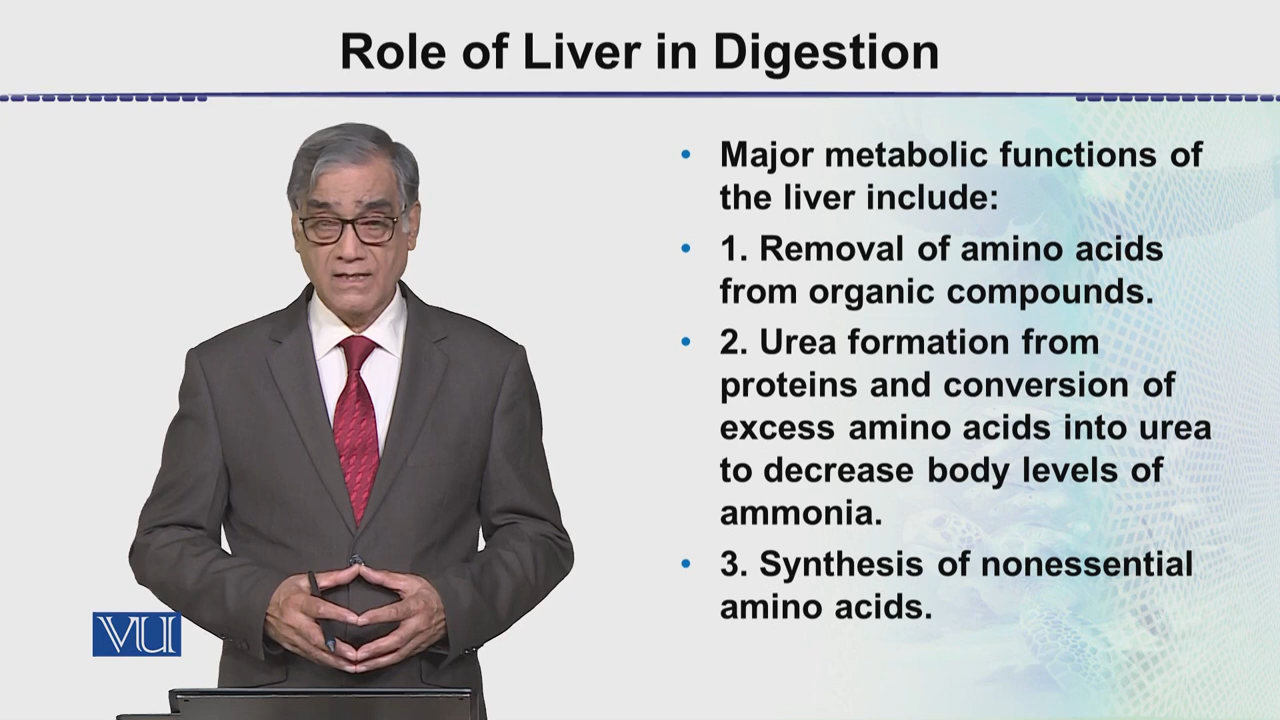 Role of Liver in Digestion
• Major metabolic functions of
the liver include:
• 1. Removal of amino acids
from organic compounds.
• 2. Urea formation from
proteins and conversion of
excess amino acids into urea
to decrease body levels of
ammonia.
• 3. Synthesis of nonessential
amino acids.
VU